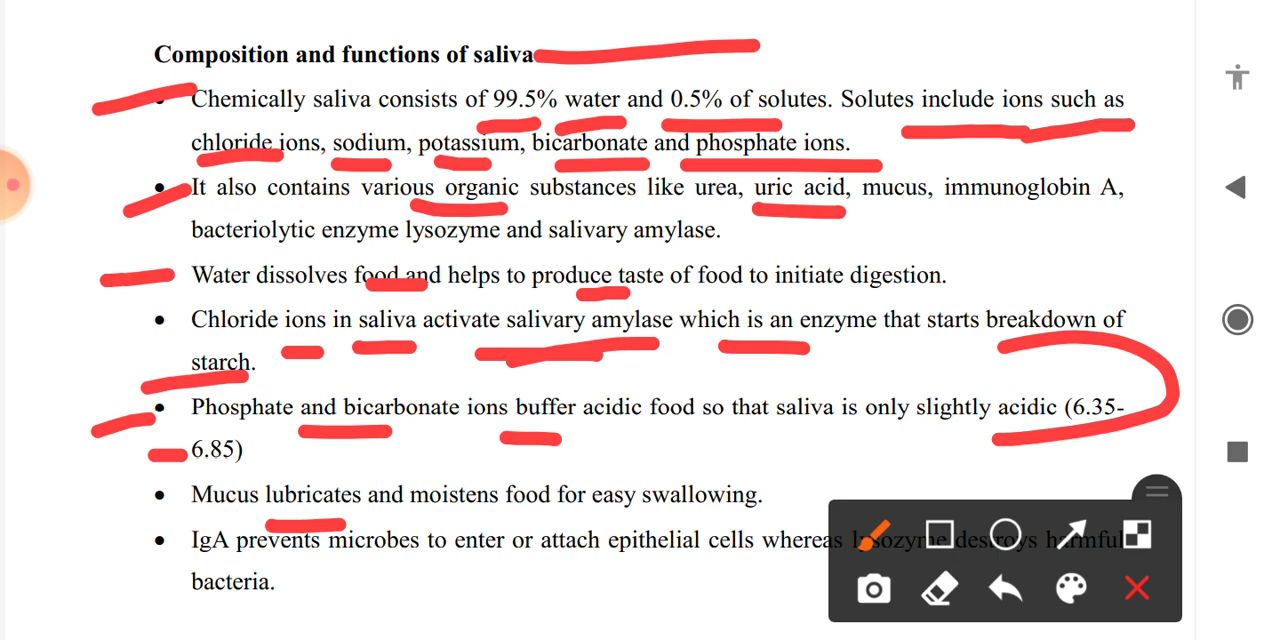 Composition and functions of saliva
• Chemically saliva consists of 99.5% water and 0.5% of solutes. Solutes include ions such as
chloride ions, sodium, potassium, bicarbonate and phosphate ions.
• It also contains various organic substances like urea, uric acid, mucus, immunoglobin A,
bacteriolytic enzyme lysozyme and salivary amylase.
Water dissolves food and helps to produce taste of food to initiate digestion.
• Chloride ions in saliva activate salivary amylase which is an enzyme that starts breakdown of
starch.
• Phosphate and bicarbonate ions buffer acidic food so that saliva is only slightly acidic (6.35-
6.85)
• Mucus lubricates and moistens food for easy swallowing.
• IgA prevents microbes to enter or attach epithelial cells whereas lysozyme destroys harmful
bacteria.